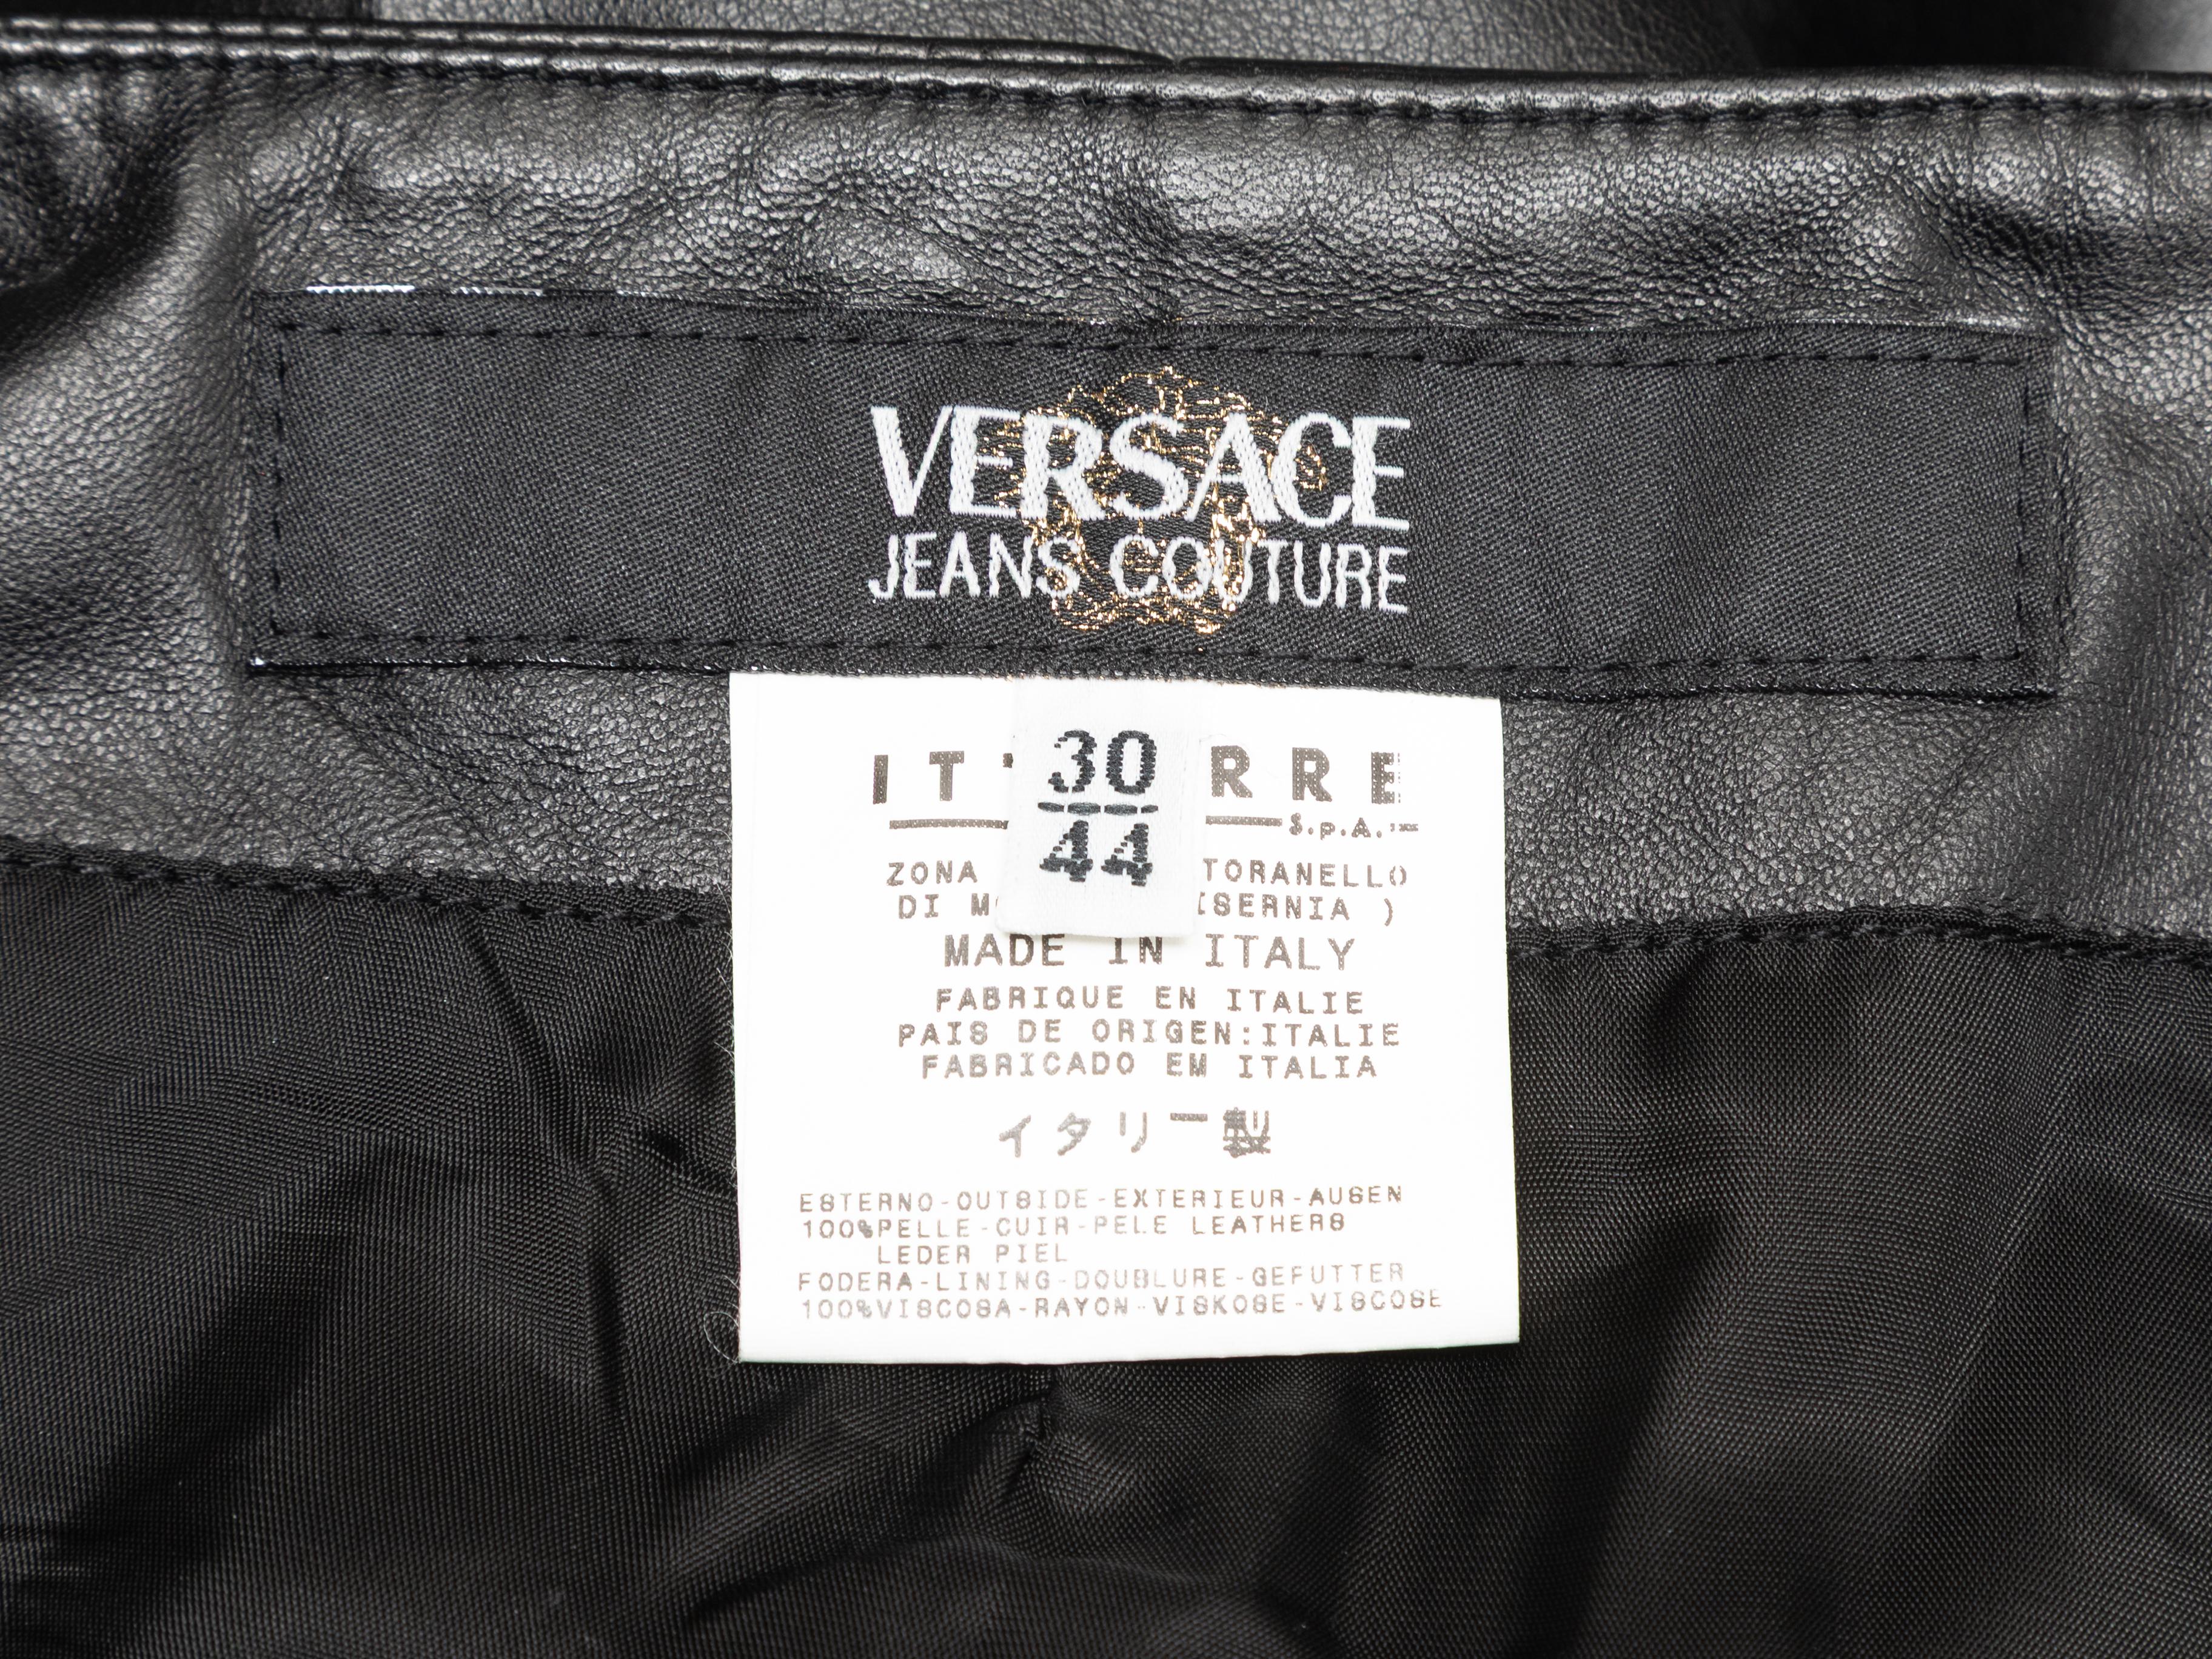 VERSACE
JEANS COUTURE
30
44
IT RRE
S.p.A.
ZONA TORANELLO
DI ISERNIA )
MADE IN ITALY
FABRIQUE EN ITALIE
PAIS DE ORIGEN:ITALIE
FABRICADO EM ITALIA
イタリー製
ESTERNO-OUTSIDE-EXTERIEUR-AUSEN
100%PELLE-CUIR-PELE LEATHERS
LEDER PIEL
FODERA-LINING-DOUBLURE-GEFUTTER
100%VISCOSA-RAYON-VISKOSE-VISCOSE